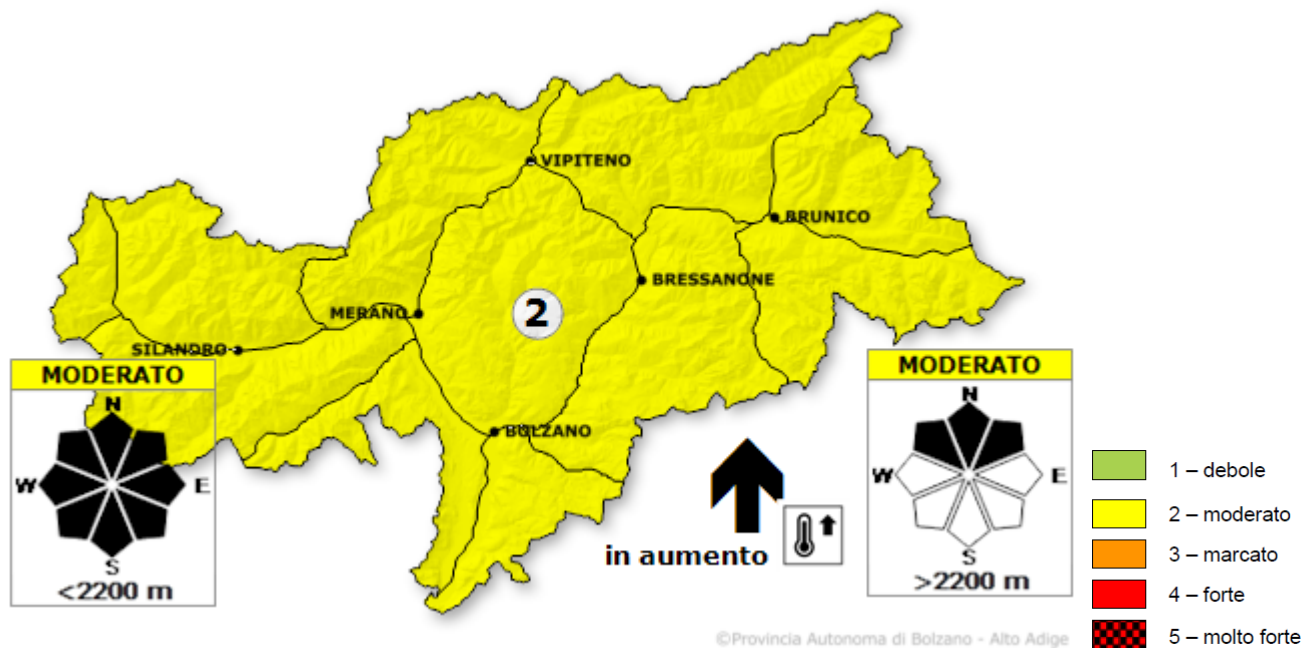 VIPITENO
BRUNICO
BRESSANONE
MERANO
2
SILANDRO
BOLZANO
MODERATO
N
W E
S
<2200 m
MODERATO
N
W E
S
>2200 m
in aumento
1 – debole
2 – moderato
3 – marcato
4 – forte
5 – molto forte
©Provincia Autonoma di Bolzano - Alto Adige